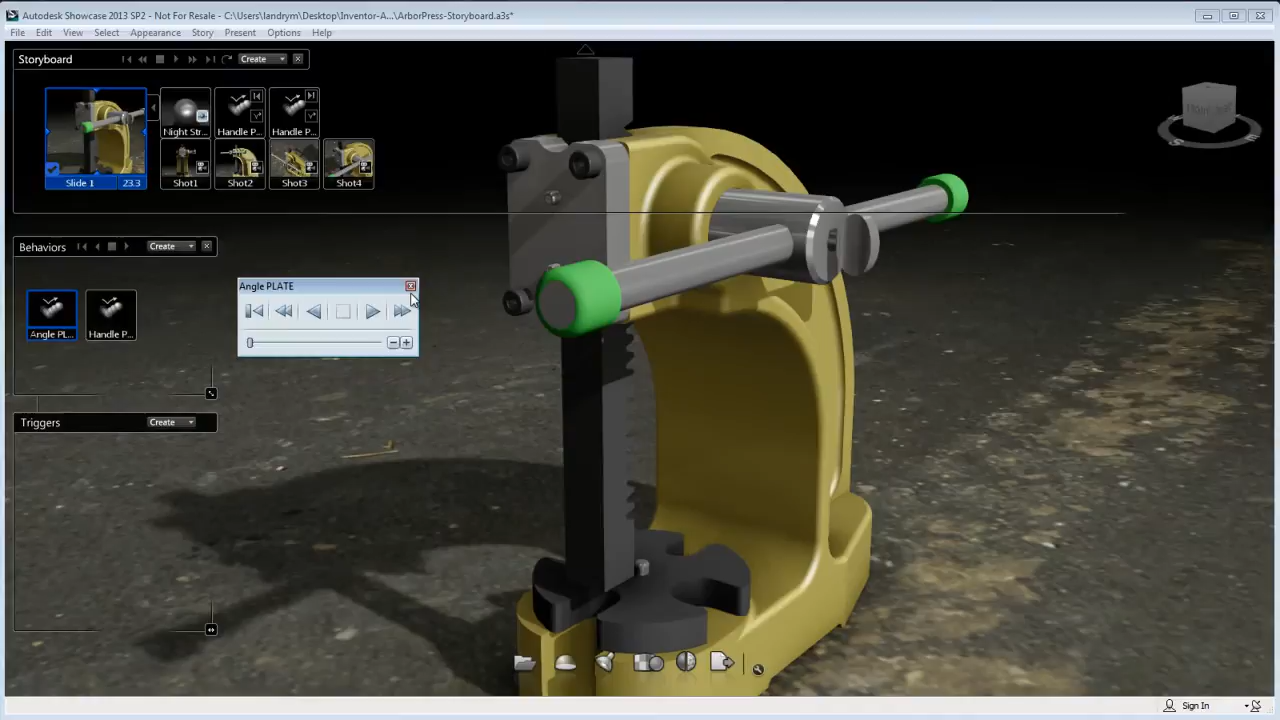 Autodesk Showcase 2013 SP2 - Not For Resale - C:\Users\landrym\Desktop\Inventor-A...\ArborPress-Storyboard.a3s*
File Edit View Select Appearance Story Present Options Help
Storyboard Create
Night Str... Handle P... Handle P...
Slide 1 23.3 Shot1 Shot2 Shot3 Shot4
Behaviors Create
Angle PLATE
Angle PL... Handle P...
Triggers Create
Sign In